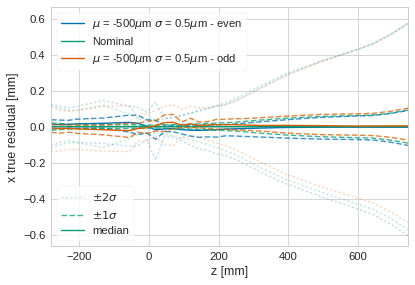 0.6
μ = -500μm σ = 0.5μm - even
Nominal
μ = -500μm σ = 0.5μm - odd
0.4
0.2
0.0
−0.2
−0.4
−0.6
x true residual [mm]
±2σ
±1σ
median
−200 0 200 400 600
z [mm]